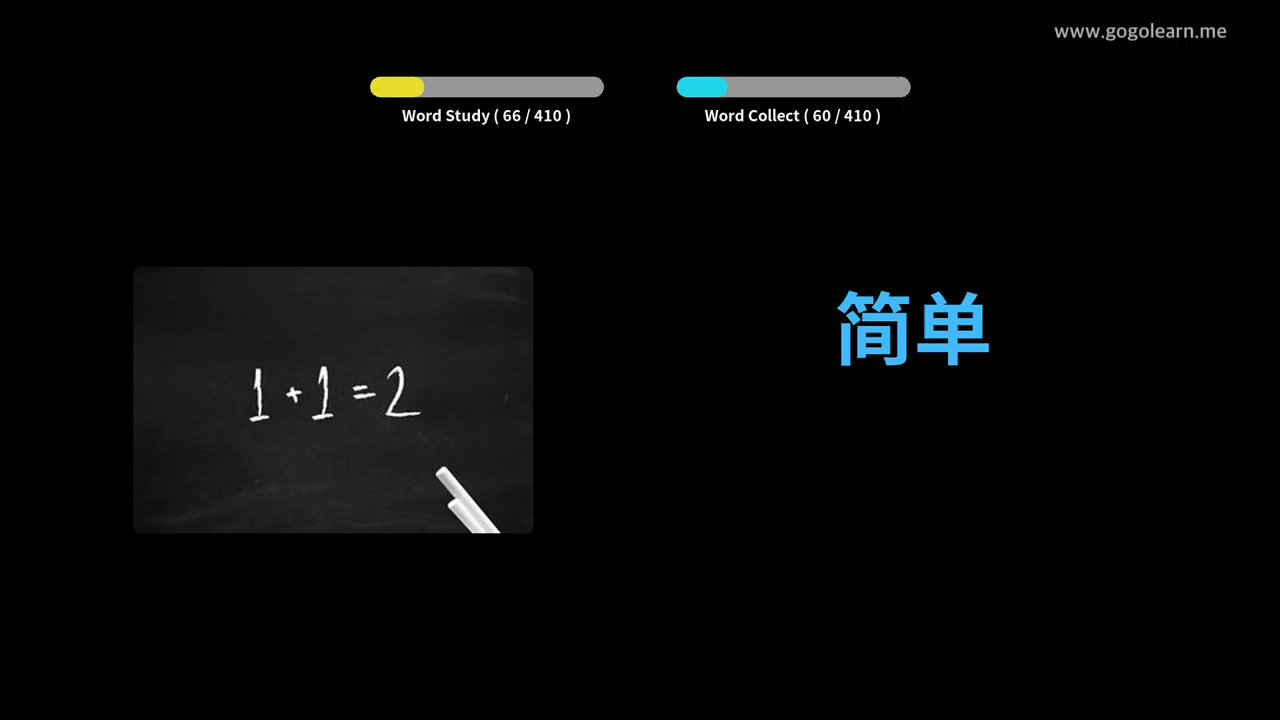 www.gogolearn.me
Word Study ( 66 / 410 )
Word Collect ( 60 / 410 )
简单
1 + 1 = 2